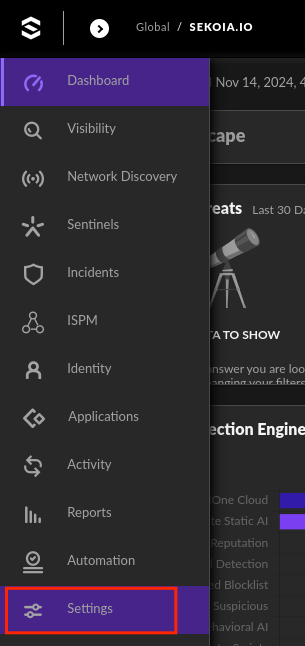 Global / SEKOIA.IO
Dashboard
Nov 14, 2024, 4
Visibility
cape
Network Discovery
reats Last 30 Da
Sentinels
Incidents
ISPM
TA TO SHOW
Identity
answer you are loo
anging your filters
Applications
ection Engine
Activity
One Cloud
Reports
te Static AI
Reputation
Automation
l Detection
ed Blocklist
Settings
Suspicious
havioral AI